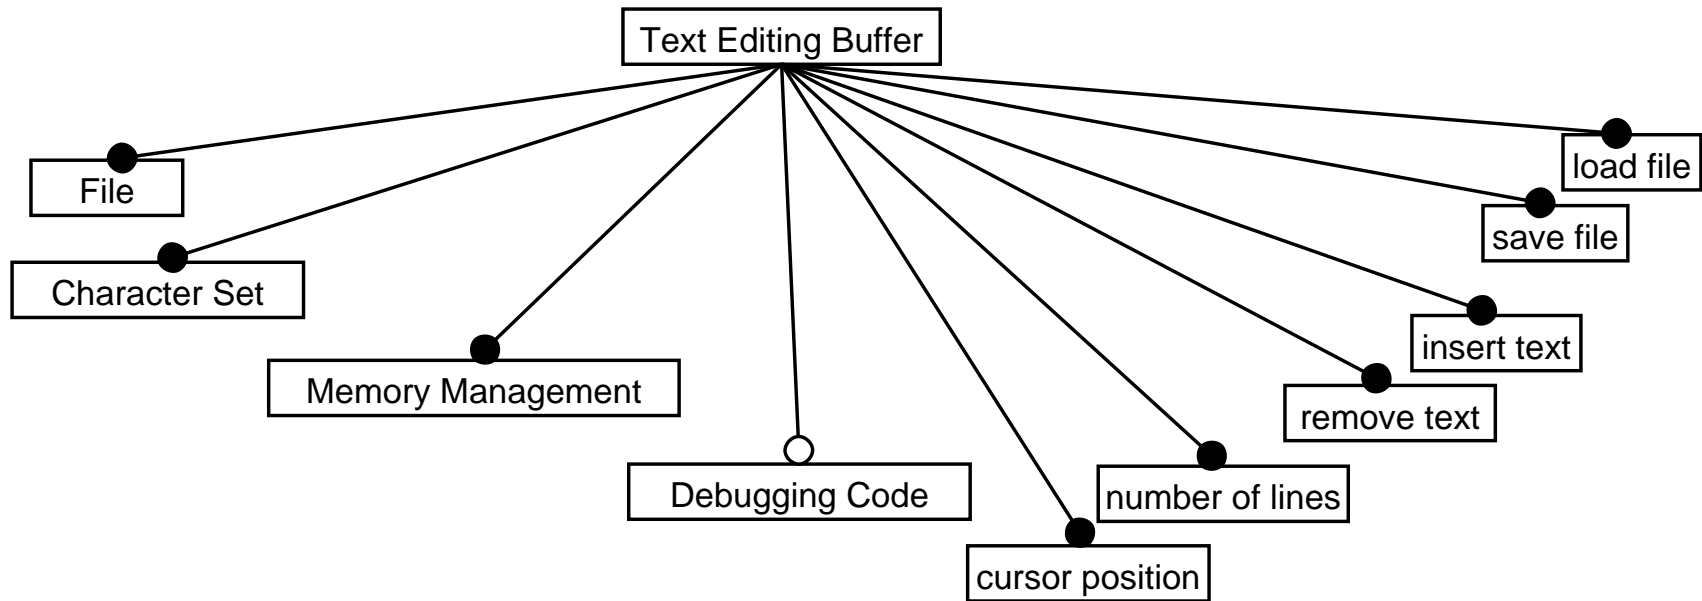 Text Editing Buffer
File
load file
Character Set
save file
Memory Management
insert text
remove text
Debugging Code
number of lines
cursor position